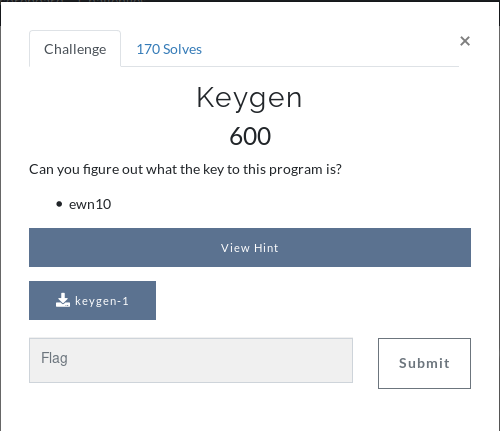 Challenge
170 Solves
×
Keygen
600
Can you figure out what the key to this program is?
• ewn10
View Hint
keygen-1
Flag
Submit